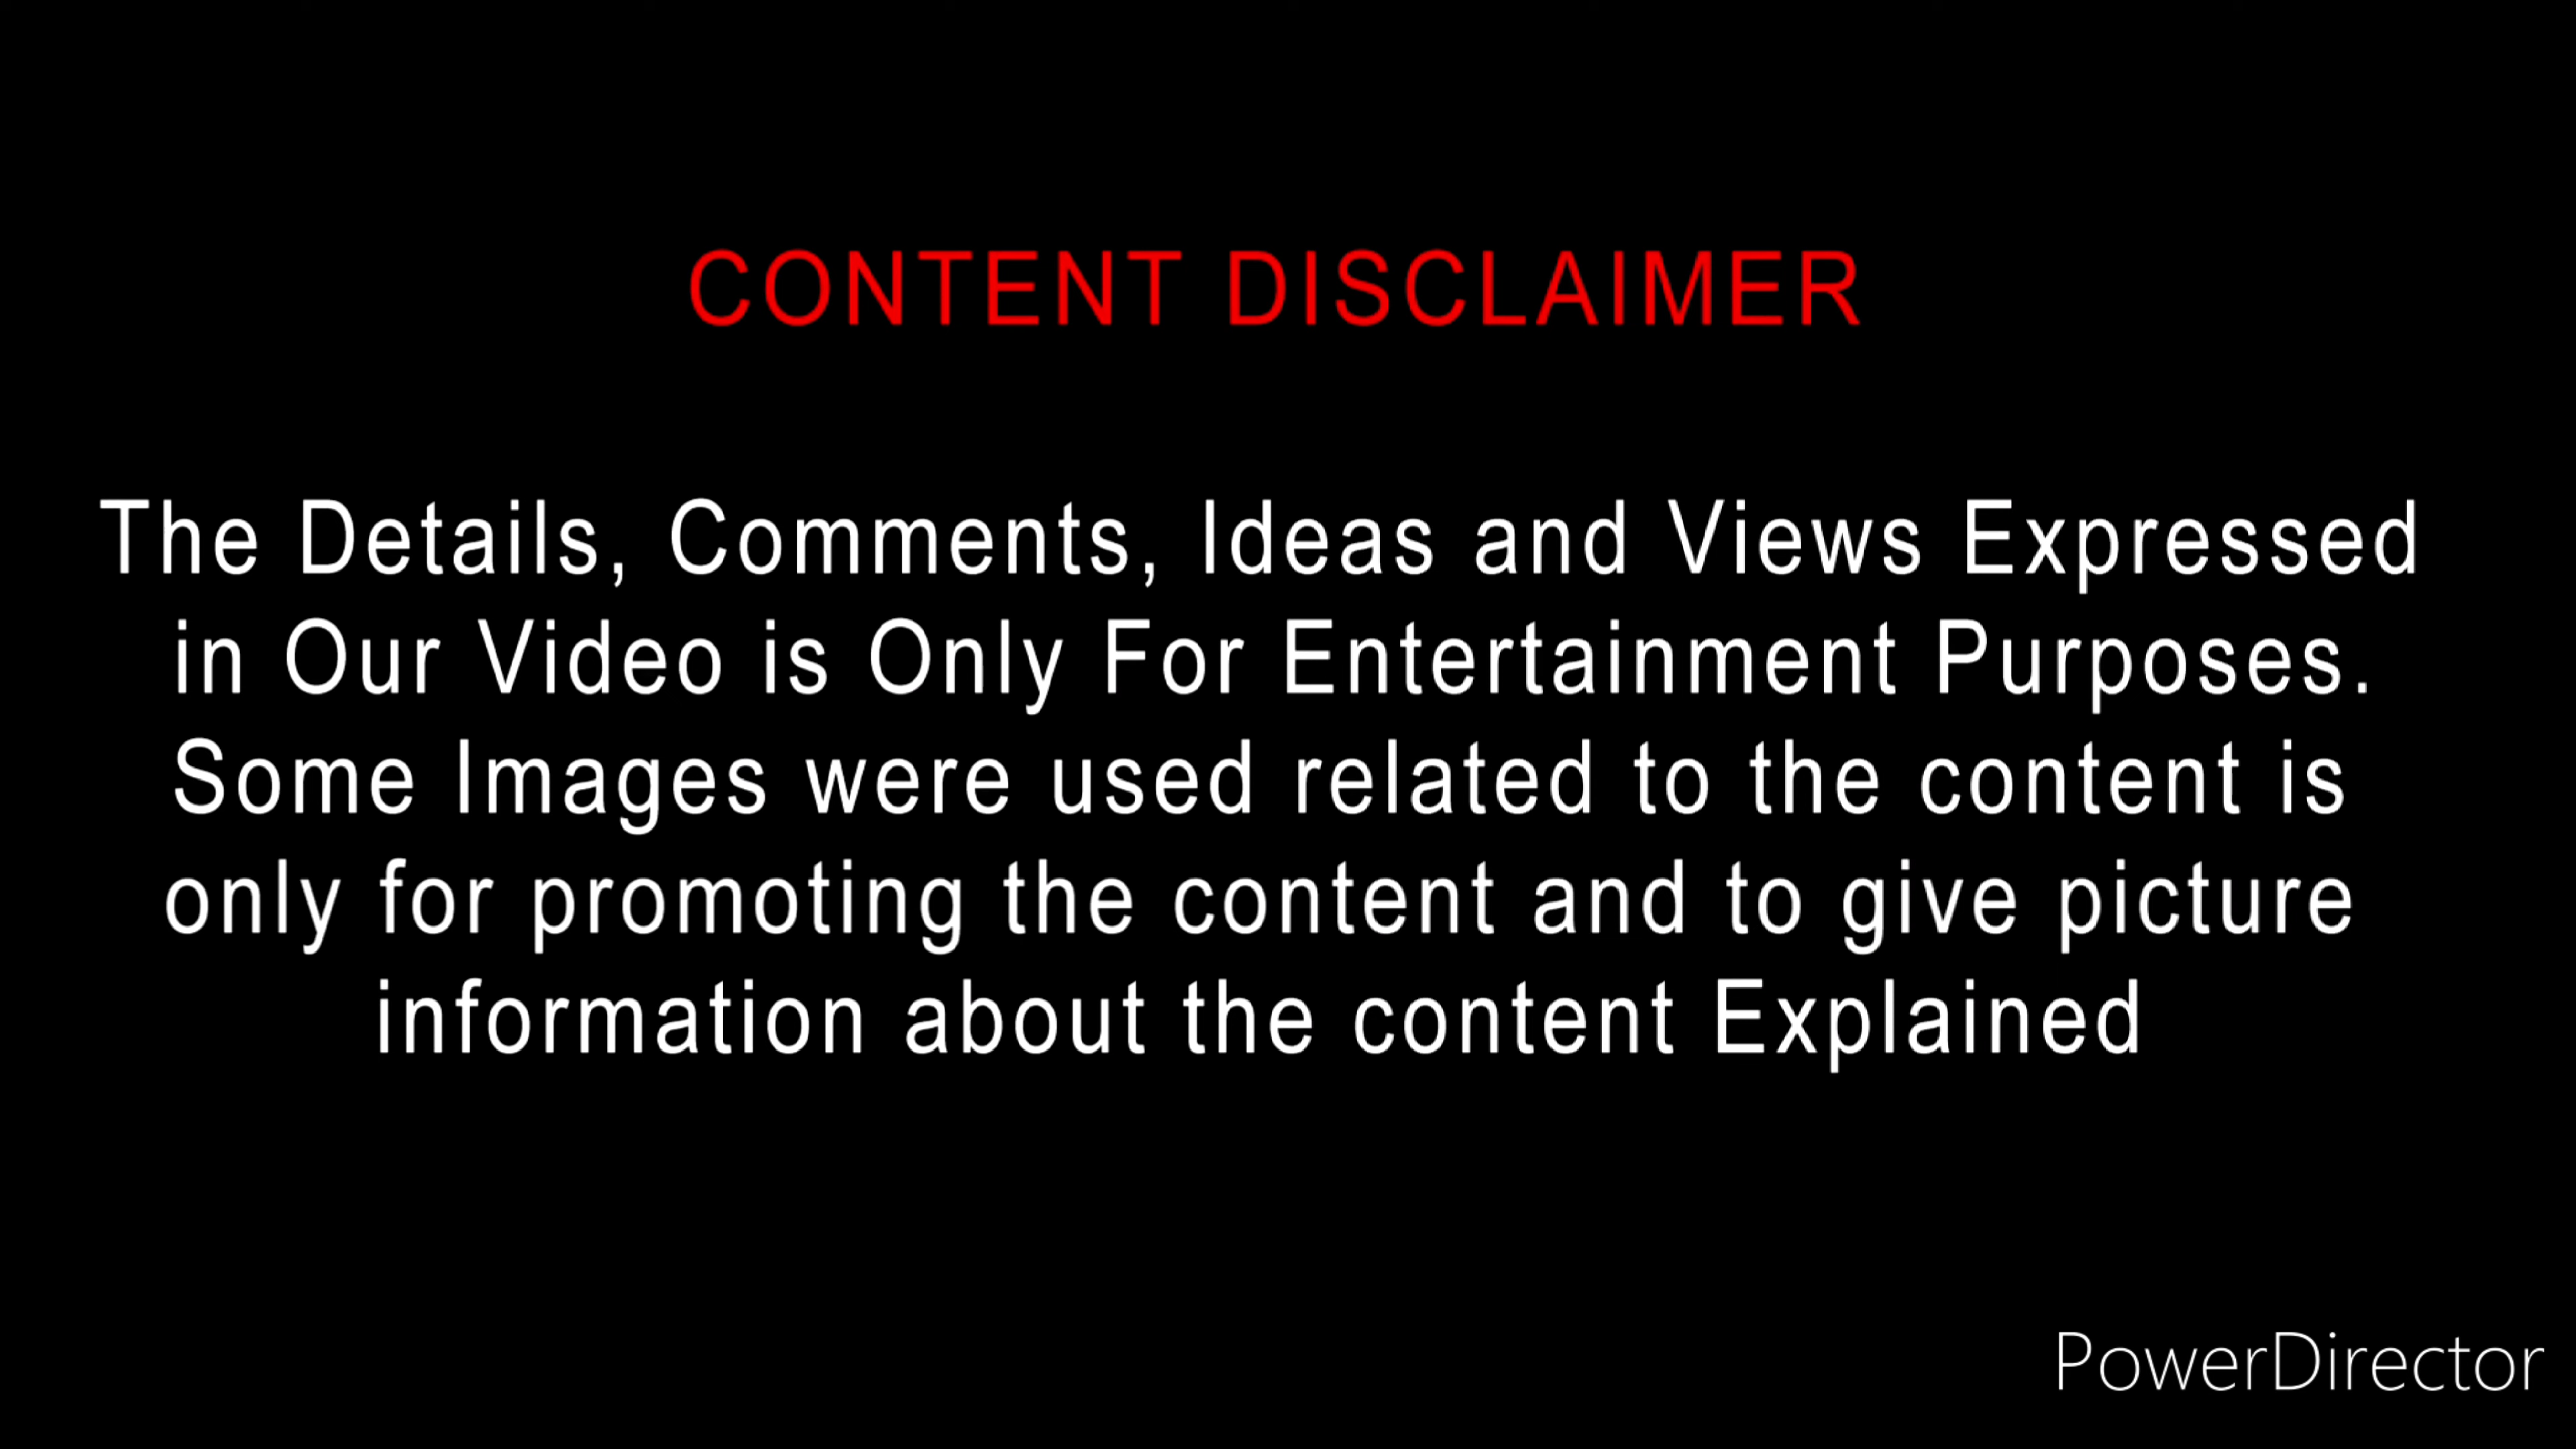 CONTENT DISCLAIMER
The Details, Comments, Ideas and Views Expressed
in Our Video is Only For Entertainment Purposes.
Some Images were used related to the content is
only for promoting the content and to give picture
information about the content Explained
PowerDirector